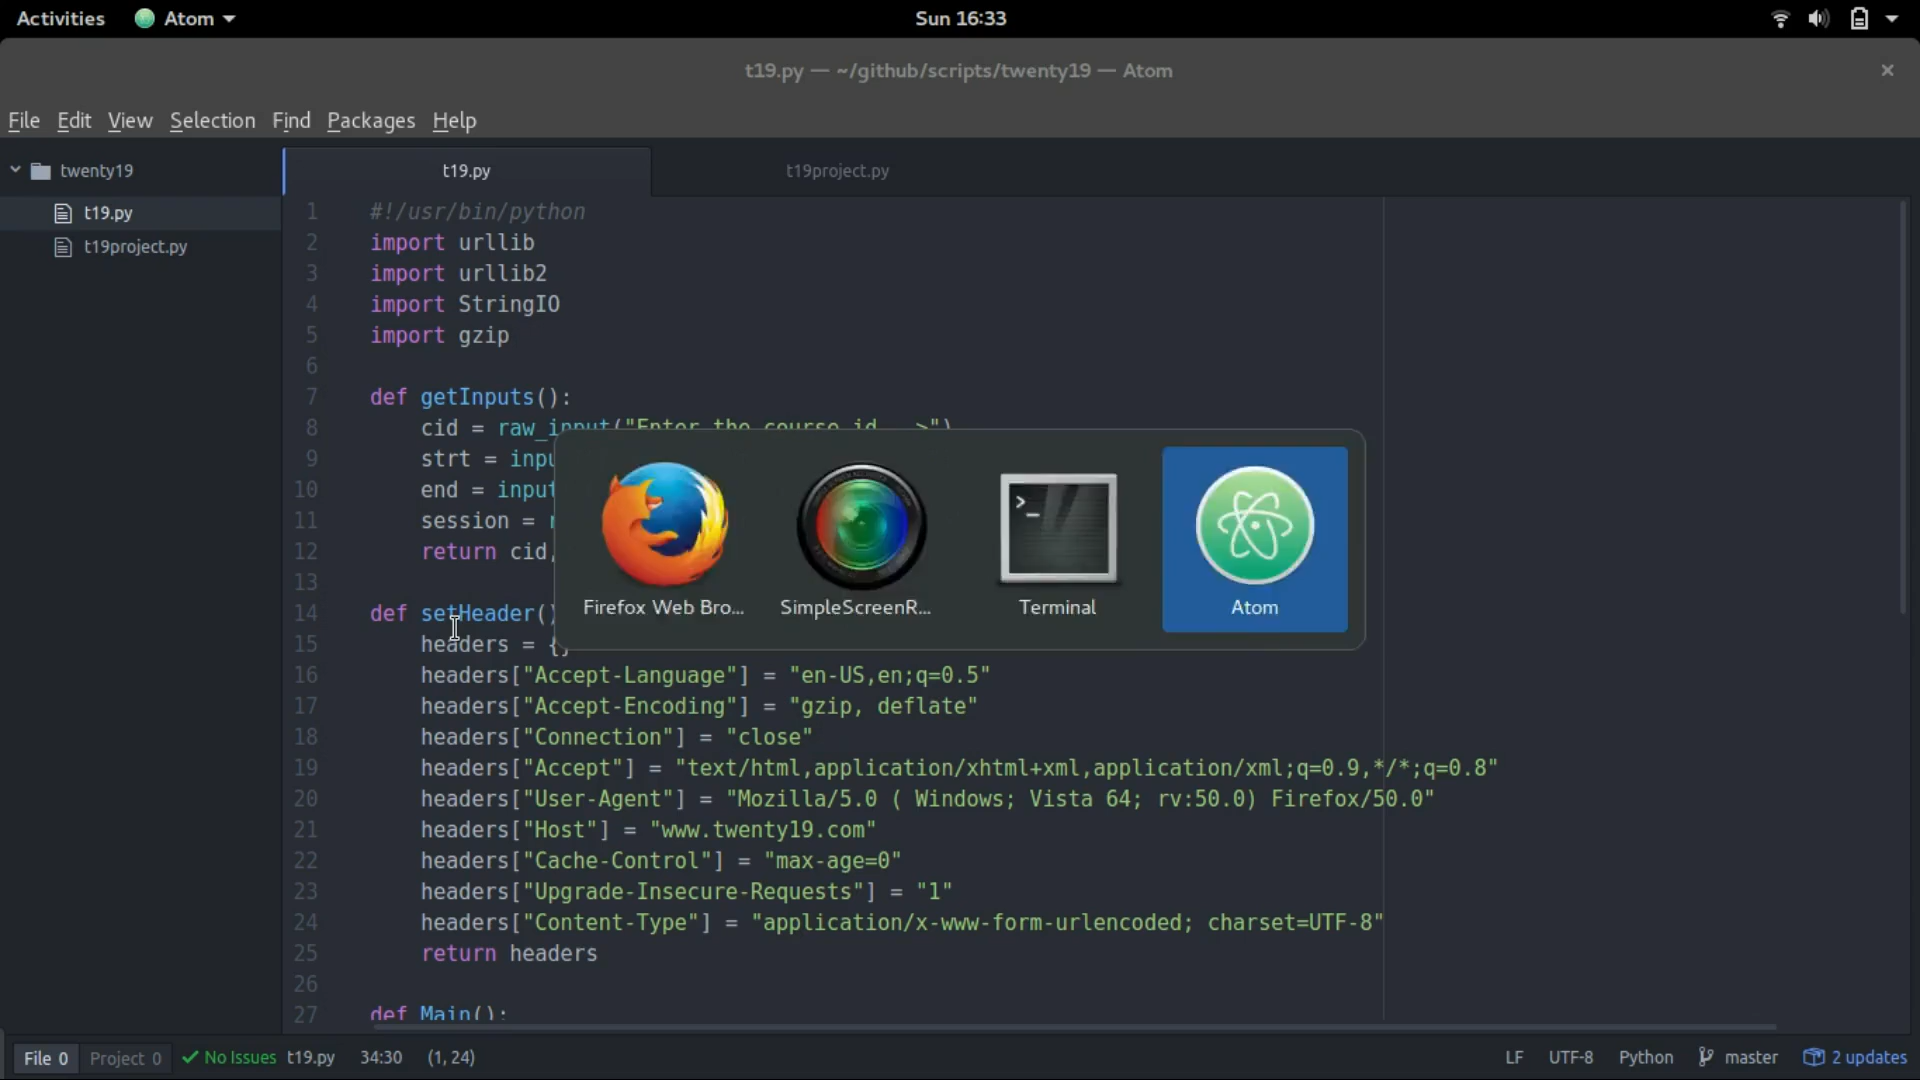 Activities Atom Sun 16:33
t19.py — ~/github/scripts/twenty19 — Atom
File Edit View Selection Find Packages Help
twenty19 t19.py t19project.py
t19.py
t19project.py
1 #!/usr/bin/python
2 import urllib
3 import urllib2
4 import StringIO
5 import gzip
6
7 def getInputs():
8 cid = raw_input("Enter the course id >")
9 strt = inpu
10 end = input
11 session = r
12 return cid,
13
14 def setHeader()
15 headers = {}
16 headers["Accept-Language"] = "en-US,en;q=0.5"
17 headers["Accept-Encoding"] = "gzip, deflate"
18 headers["Connection"] = "close"
19 headers["Accept"] = "text/html,application/xhtml+xml,application/xml;q=0.9,*/*;q=0.8"
20 headers["User-Agent"] = "Mozilla/5.0 ( Windows; Vista 64; rv:50.0) Firefox/50.0"
21 headers["Host"] = "www.twenty19.com"
22 headers["Cache-Control"] = "max-age=0"
23 headers["Upgrade-Insecure-Requests"] = "1"
24 headers["Content-Type"] = "application/x-www-form-urlencoded; charset=UTF-8"
25 return headers
26
27 def Main():
Firefox Web Bro... SimpleScreenR... Terminal Atom
File 0 Project 0 No Issues t19.py 34:30 (1, 24) LF UTF-8 Python master 2 updates